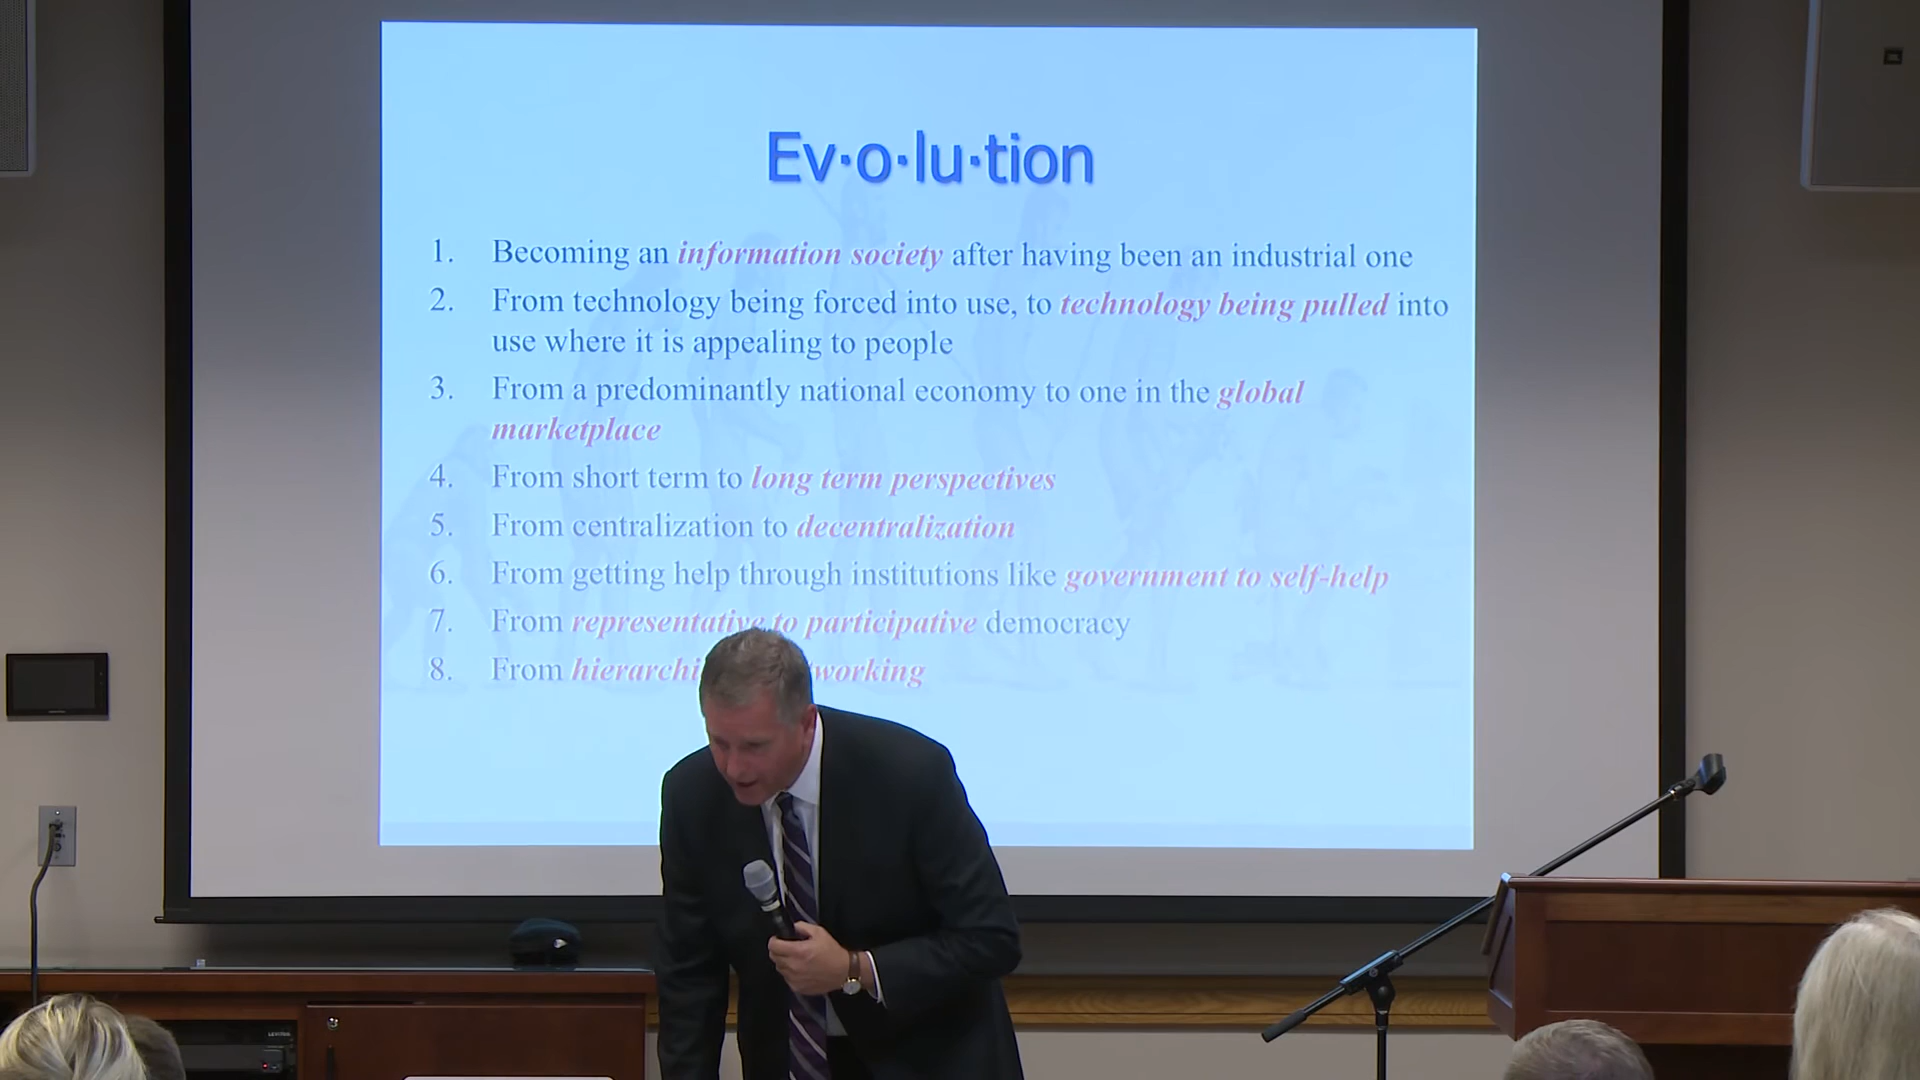 Ev·o·lu·tion
1. Becoming an information society after having been an industrial one
2. From technology being forced into use, to technology being pulled into
use where it is appealing to people
3. From a predominantly national economy to one in the global
marketplace
4. From short term to long term perspectives
5. From centralization to decentralization
6. From getting help through institutions like government to self-help
7. From representative to participative democracy
8. From hierarchi working